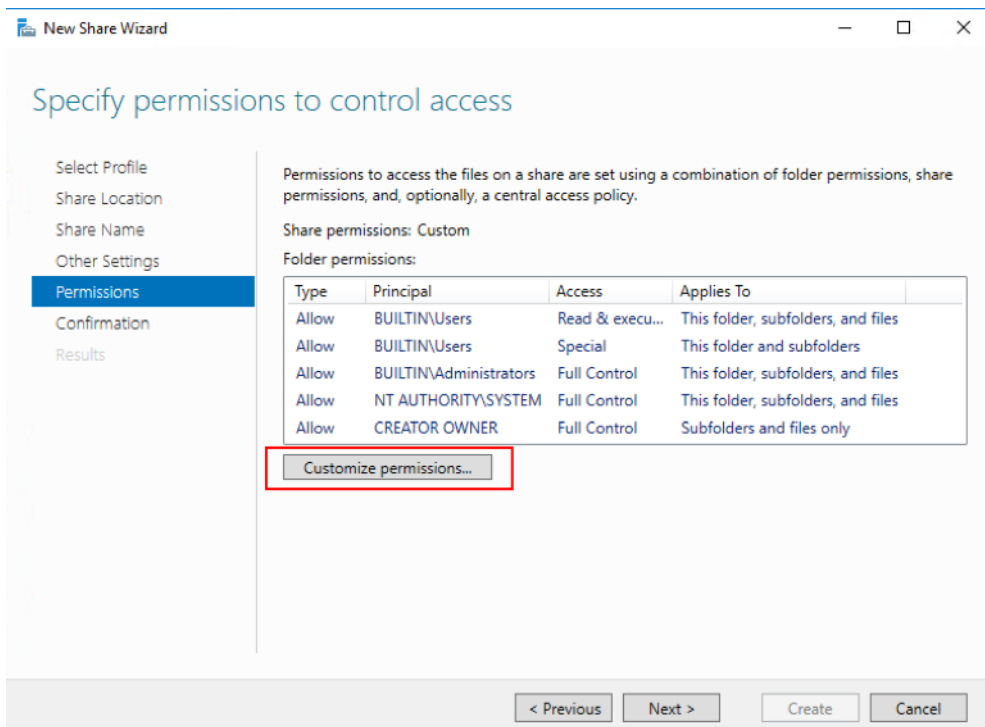 New Share Wizard
Specify permissions to control access
Select Profile
Share Location
Share Name
Other Settings
Permissions
Confirmation
Results
Permissions to access the files on a share are set using a combination of folder permissions, share
permissions, and, optionally, a central access policy.
Share permissions: Custom
Folder permissions:
Type Principal Access Applies To
Allow BUILTIN\Users Read & execu... This folder, subfolders, and files
Allow BUILTIN\Users Special This folder and subfolders
Allow BUILTIN\Administrators Full Control This folder, subfolders, and files
Allow NT AUTHORITY\SYSTEM Full Control This folder, subfolders, and files
Allow CREATOR OWNER Full Control Subfolders and files only
Customize permissions...
< Previous Next > Create Cancel